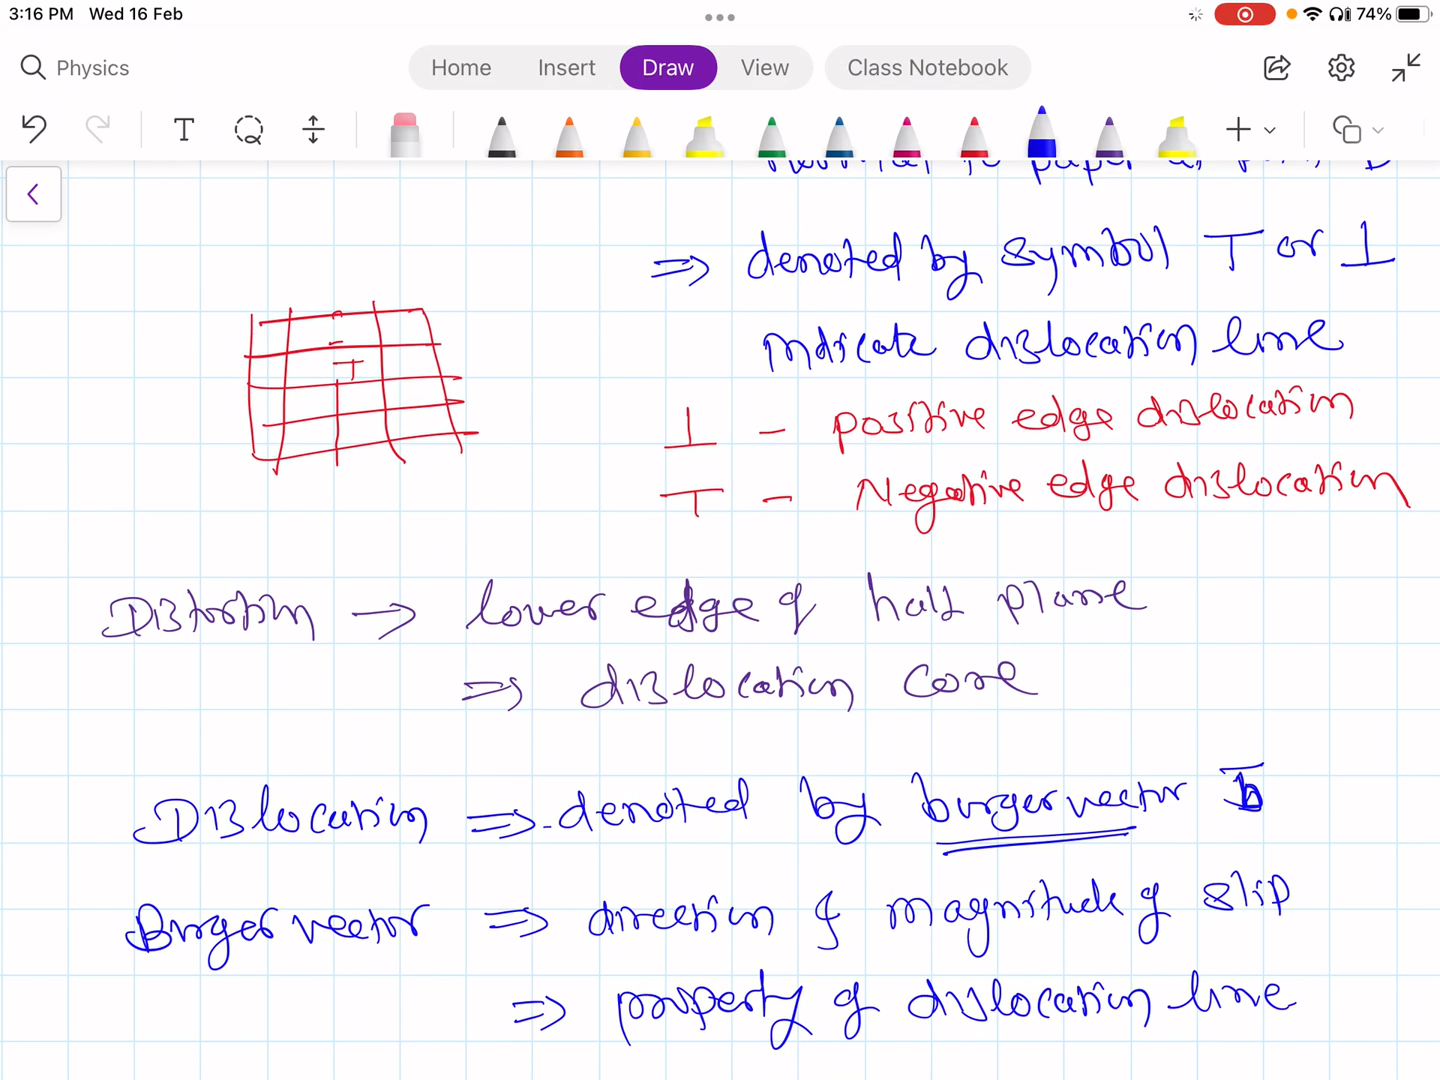 3:16 PM Wed 16 Feb
74%
Physics
Home Insert Draw View Class Notebook
T
to paper
⇒ denoted by symbol T or ⊥
indicate dislocation line
T
⊥ - positive edge dislocation
T - Negative edge dislocation
Distortion → lower edge of half plane
⇒ dislocation core
Dislocation ⇒ denoted by burger vector b
Burger vector ⇒ direction & magnitude of slip
⇒ property of dislocation line